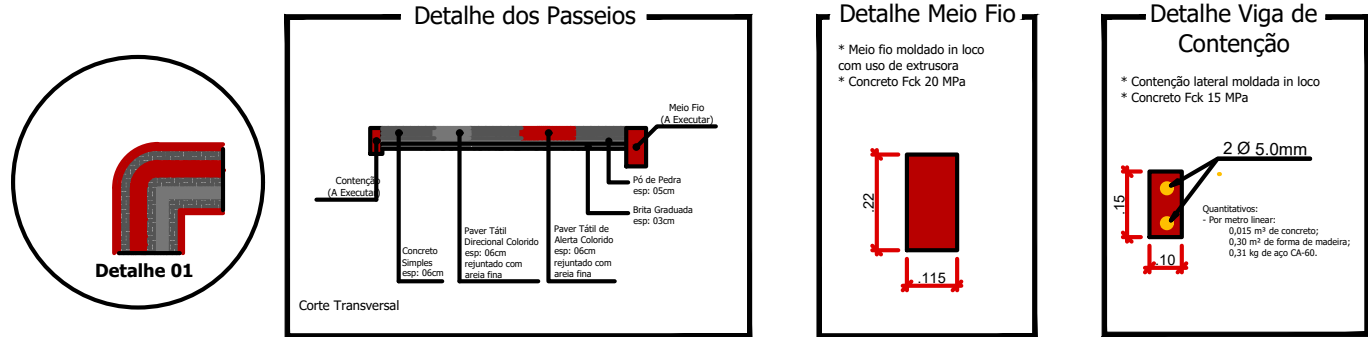 Detalhe 01
Detalhe dos Passeios
Meio Fio
(A Executar)
Contenção
(A Executar)
Pó de Pedra
esp: 05cm
Brita Graduada
esp: 03cm
Concreto
Simples
esp: 06cm
Paver Tátil
Direcional Colorido
esp: 06cm
rejuntado com
areia fina
Paver Tátil de
Alerta Colorido
esp: 06cm
rejuntado com
areia fina
Corte Transversal
Detalhe Meio Fio
* Meio fio moldado in loco
com uso de extrusora
* Concreto Fck 20 MPa
.22
.115
Detalhe Viga de
Contenção
* Contenção lateral moldada in loco
* Concreto Fck 15 MPa
2 Ø 5.0mm
.15
.10
Quantitativos:
- Por metro linear:
0,015 m³ de concreto;
0,30 m² de forma de madeira;
0,31 kg de aço CA-60.